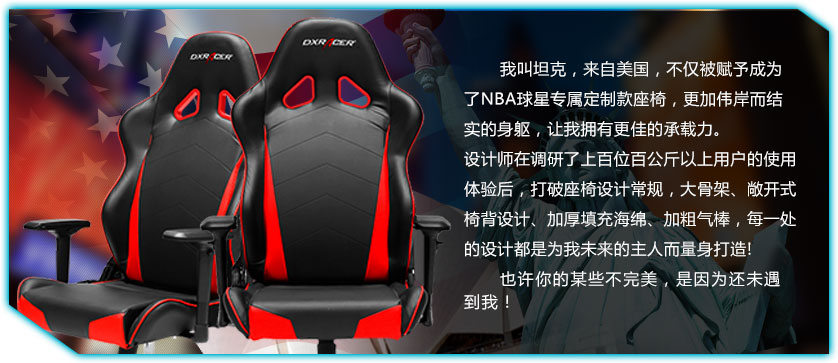 DXRACER
DXRACER
我叫坦克，来自美国，不仅被赋予成为
了NBA球星专属定制款座椅，更加伟岸而结
实的身躯，让我拥有更佳的承载力。
设计师在调研了上百位百公斤以上用户的使用
体验后，打破座椅设计常规，大骨架、敞开式
椅背设计、加厚填充海绵、加粗气棒，每一处
的设计都是为我未来的主人而量身打造!
也许你的某些不完美，是因为还未遇
到我！